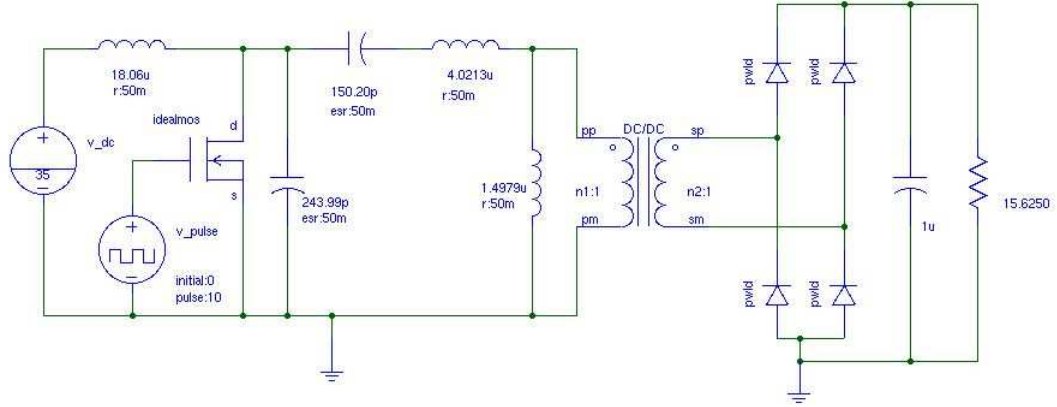 18.06u
r:50m
150.20p
esr:50m
4.0213u
r:50m
pwld
pwld
idealmos
d
s
v_dc
35
243.99p
esr:50m
v_pulse
initial:0
pulse:10
1.4979u
r:50m
pp
DC/DC
sp
n1:1
n2:1
pm
sm
1u
15.6250
pwld
pwld